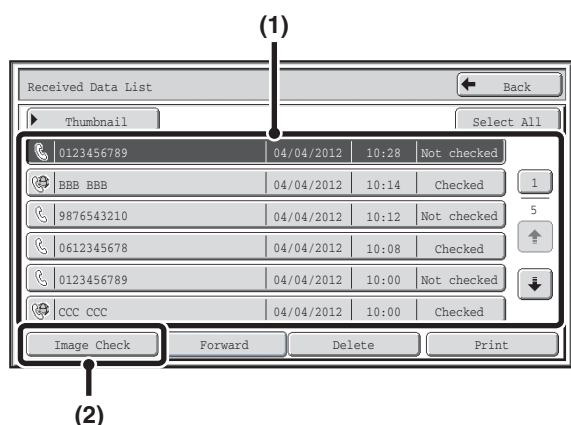 (1)
Received Data List
Back
Thumbnail
Select All
0123456789 04/04/2012 10:28 Not checked
BBB BBB 04/04/2012 10:14 Checked
1
9876543210 04/04/2012 10:12 Not checked
5
0612345678 04/04/2012 10:08 Checked
0123456789 04/04/2012 10:00 Not checked
CCC CCC 04/04/2012 10:00 Checked
Image Check Forward Delete Print
(2)